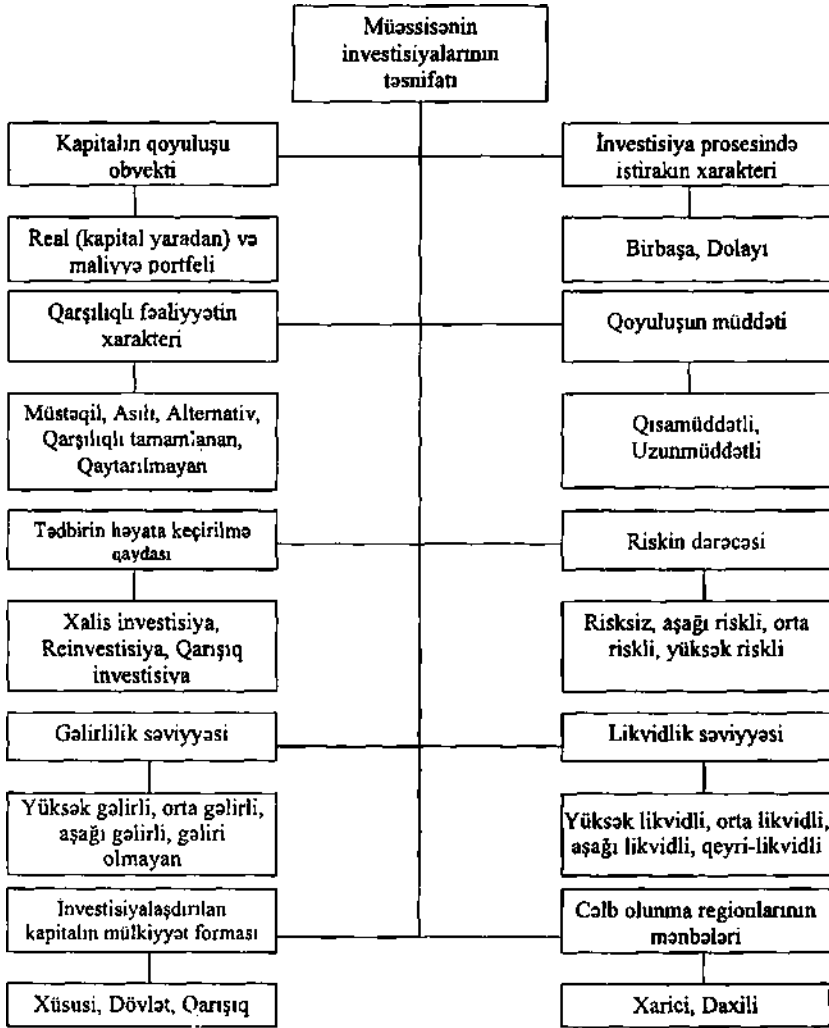 Müəssisənin
investisiyalarının
təsnifatı
Kapitalın qoyuluşu
obyekti
İnvestisiya prosesində
iştirakın xarakteri
Real (kapital yaradan) və
maliyyə portfeli
Birbaşa, Dolayı
Qarşılıqlı fəaliyyətin
xarakteri
Qoyuluşun müddəti
Müstəqil, Asılı, Alternativ,
Qarşılıqlı tamamlanan,
Qaytarılmayan
Qısamüddətli,
Uzunmüddətli
Tədbirin həyata keçirilmə
qaydası
Riskin dərəcəsi
Xalis investisiya,
Reinvestisiya, Qarışıq
investisiya
Risksiz, aşağı riskli, orta
riskli, yüksək riskli
Gəlirlilik səviyyəsi
Likvidlik səviyyəsi
Yüksək gəlirli, orta gəlirli,
aşağı gəlirli, gəliri
olmayan
Yüksək likvidli, orta likvidli,
aşağı likvidli, qeyri-likvidli
İnvestisiyalaşdırılan
kapitalın mülkiyyət forması
Cəlb olunma regionlarının
mənbələri
Xüsusi, Dövlət, Qarışıq
Xarici, Daxili